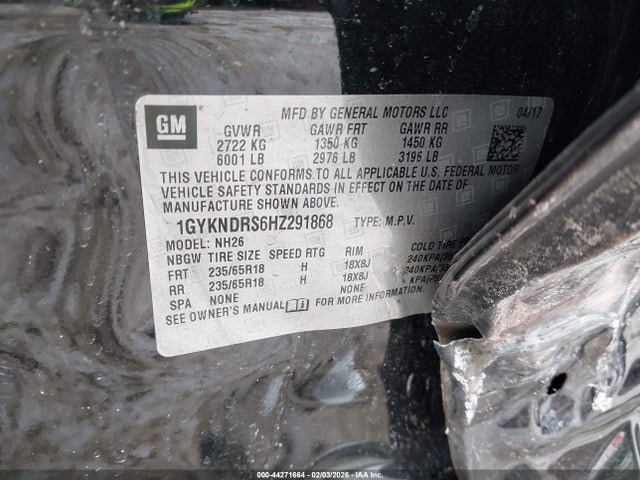 GM
MFD BY GENERAL MOTORS LLC 04/17
GVWR GAWR FRT GAWR RR
2722 KG 1350 KG 1450 KG
6001 LB 2976 LB 3196 LB
THIS VEHICLE CONFORMS TO ALL APPLICABLE U.S. FEDERAL MOTOR
VEHICLE SAFETY STANDARDS IN EFFECT ON THE DATE OF
MANUFACTURE SHOWN ABOVE.
1GYKNDRS6HZ291868 TYPE: M.P.V.
MODEL: NH26
NBGW TIRE SIZE SPEED RTG RIM COLD TIRE
FRT 235/65R18 H 18X8J 240KPA
RR 235/65R18 H 18X8J 240KPA
SPA NONE NONE
SEE OWNER'S MANUAL FOR MORE INFORMATION.
000-44271664 | 02/03/2026 - COPYRIGHT IAA, LLC